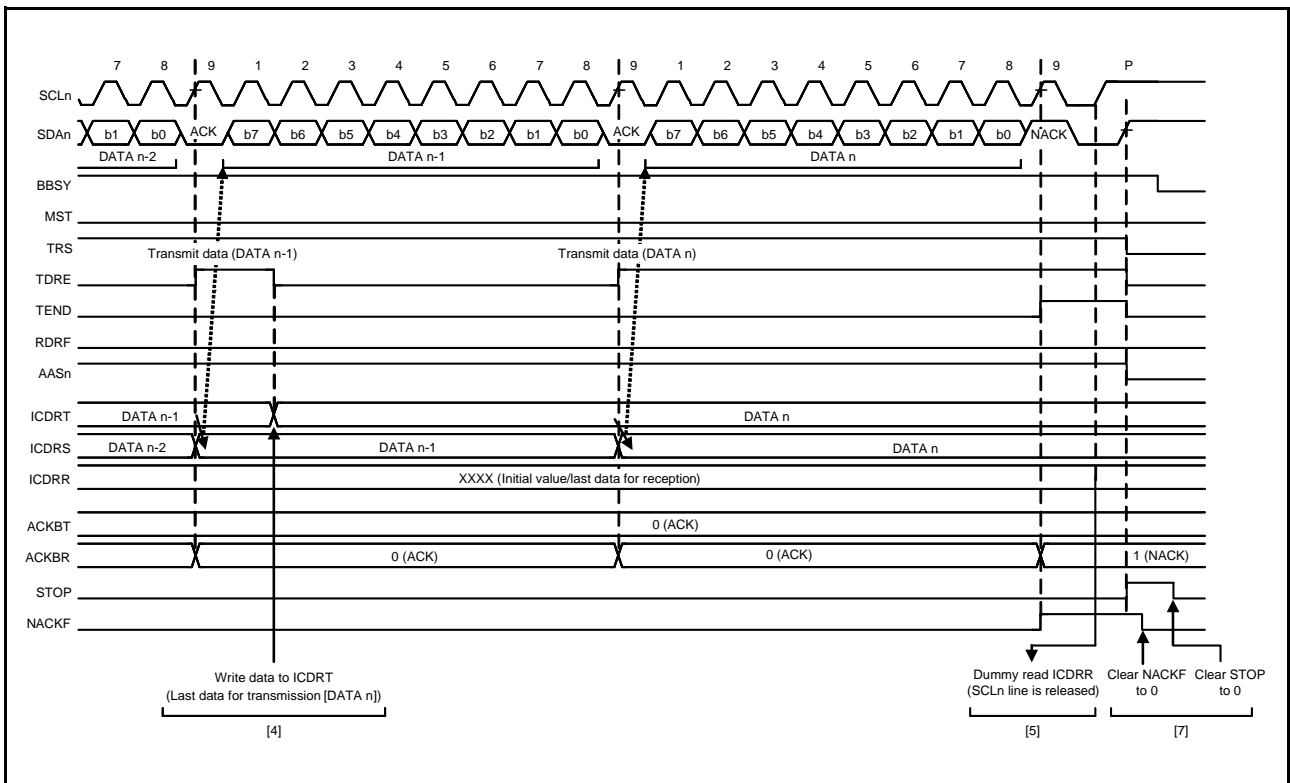 7 8 9 1 2 3 4 5 6 7 8 9 1 2 3 4 5 6 7 8 9 P
SCLn
SDAn b1 b0 ACK b7 b6 b5 b4 b3 b2 b1 b0 ACK b7 b6 b5 b4 b3 b2 b1 b0 NACK
DATA n-2 DATA n-1 DATA n
BBSY
MST
TRS
Transmit data (DATA n-1) Transmit data (DATA n)
TDRE
TEND
RDRF
AASn
ICDRT DATA n-1 DATA n
ICDRS DATA n-2 DATA n-1 DATA n
ICDRR XXXX (Initial value/last data for reception)
ACKBT 0 (ACK)
ACKBR 0 (ACK) 0 (ACK) 1 (NACK)
STOP
NACKF
Write data to ICDRT
(Last data for transmission [DATA n])
[4]
Dummy read ICDRR
(SCLn line is released)
[5]
Clear NACKF
to 0
Clear STOP
to 0
[7]